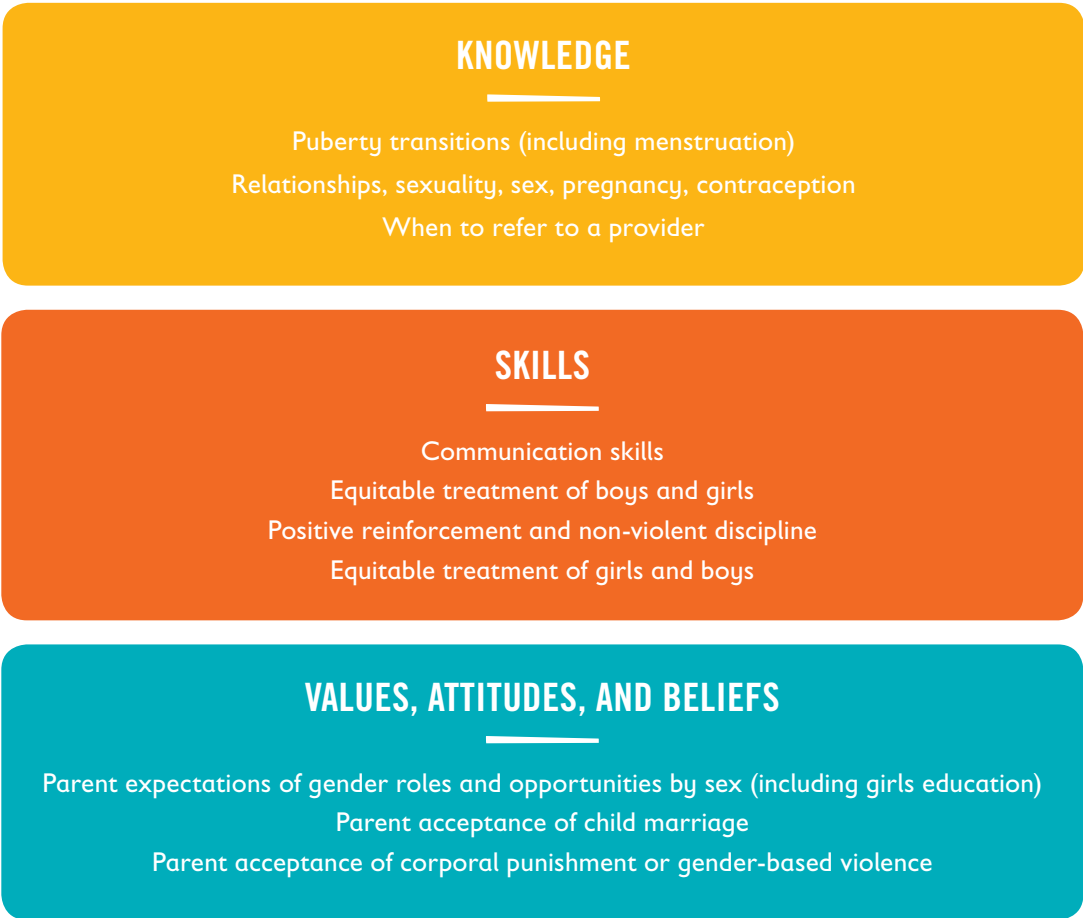 KNOWLEDGE
Puberty transitions (including menstruation)
Relationships, sexuality, sex, pregnancy, contraception
When to refer to a provider
SKILLS
Communication skills
Equitable treatment of boys and girls
Positive reinforcement and non-violent discipline
Equitable treatment of girls and boys
VALUES, ATTITUDES, AND BELIEFS
Parent expectations of gender roles and opportunities by sex (including girls education)
Parent acceptance of child marriage
Parent acceptance of corporal punishment or gender-based violence